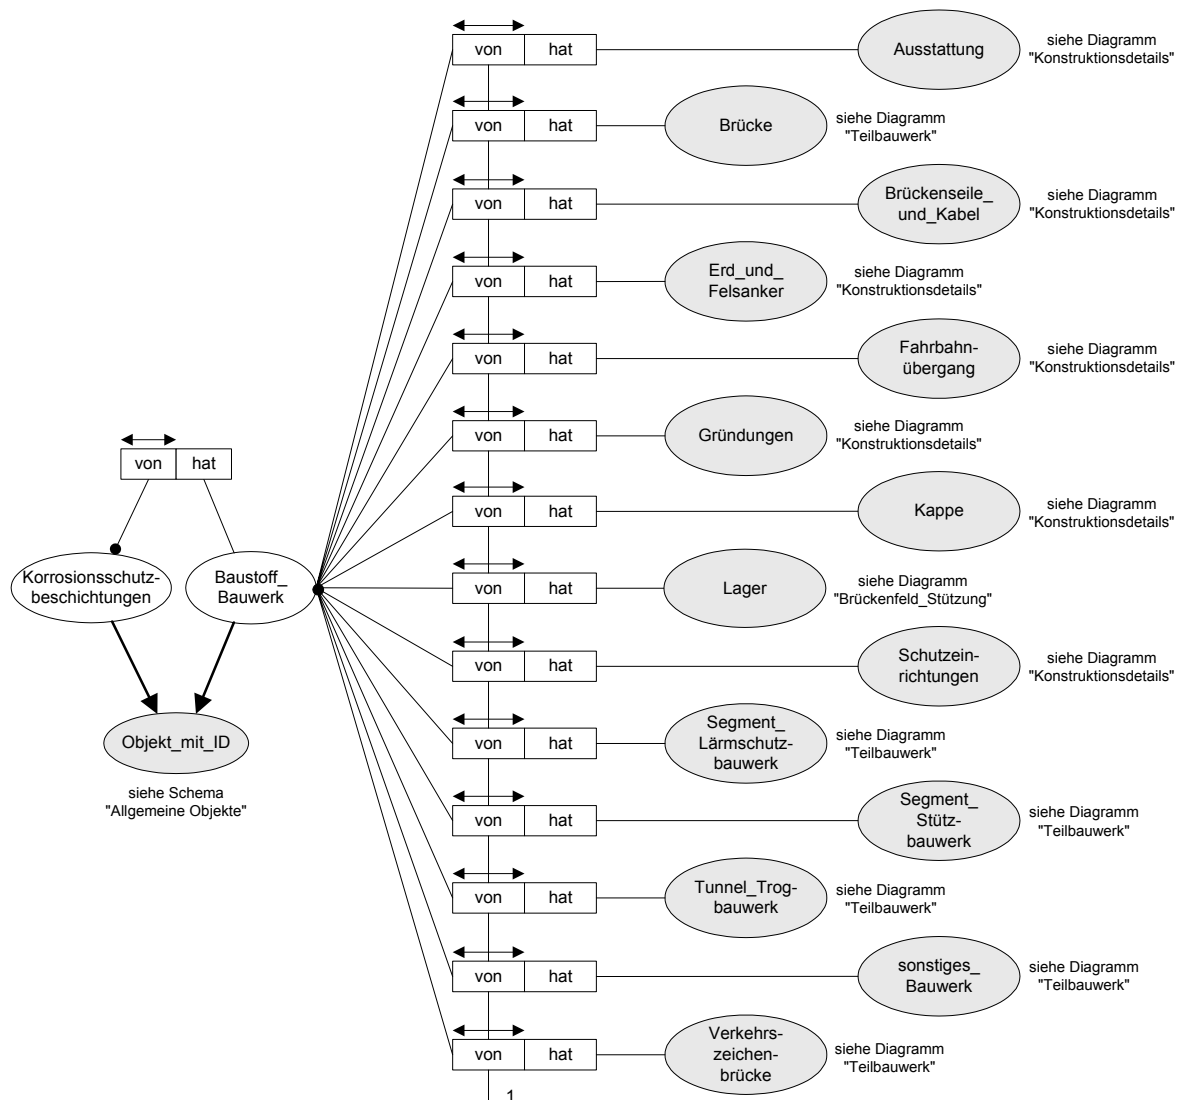 von hat
Ausstattung
siehe Diagramm
"Konstruktionsdetails"
von hat
Brücke
siehe Diagramm
"Teilbauwerk"
von hat
Brückenseile_
und_Kabel
siehe Diagramm
"Konstruktionsdetails"
von hat
Erd_und_
Felsanker
siehe Diagramm
"Konstruktionsdetails"
von hat
Fahrbahn-
übergang
siehe Diagramm
"Konstruktionsdetails"
von hat
Gründungen
siehe Diagramm
"Konstruktionsdetails"
von hat
von hat
Kappe
siehe Diagramm
"Konstruktionsdetails"
Korrosionsschutz-
beschichtungen
Baustoff_
Bauwerk
von hat
Lager
siehe Diagramm
"Brückenfeld_Stützung"
von hat
Schutzein-
richtungen
siehe Diagramm
"Konstruktionsdetails"
Objekt_mit_ID
siehe Schema
"Allgemeine Objekte"
von hat
Segment_
Lärmschutz-
bauwerk
siehe Diagramm
"Teilbauwerk"
von hat
Segment_
Stütz-
bauwerk
siehe Diagramm
"Teilbauwerk"
von hat
Tunnel_Trog-
bauwerk
siehe Diagramm
"Teilbauwerk"
von hat
sonstiges_
Bauwerk
siehe Diagramm
"Teilbauwerk"
von hat
Verkehrs-
zeichen-
brücke
siehe Diagramm
"Teilbauwerk"
1